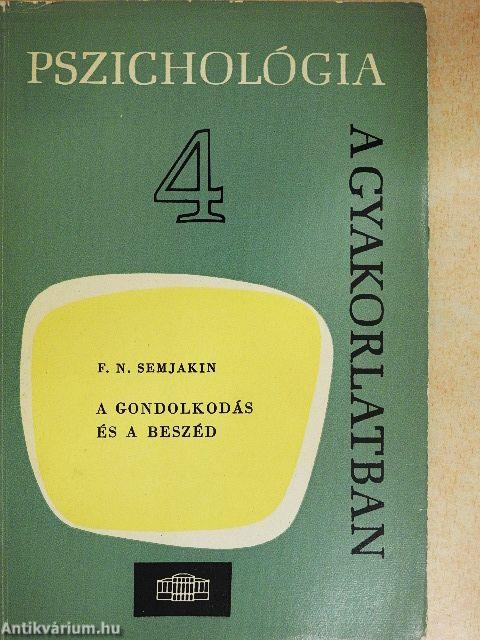 PSZICHOLÓGIA
4
A GYAKORLATBAN
F. N. SEMJAKIN
A GONDOLKODÁS
ÉS A BESZÉD
Antikvárium.hu